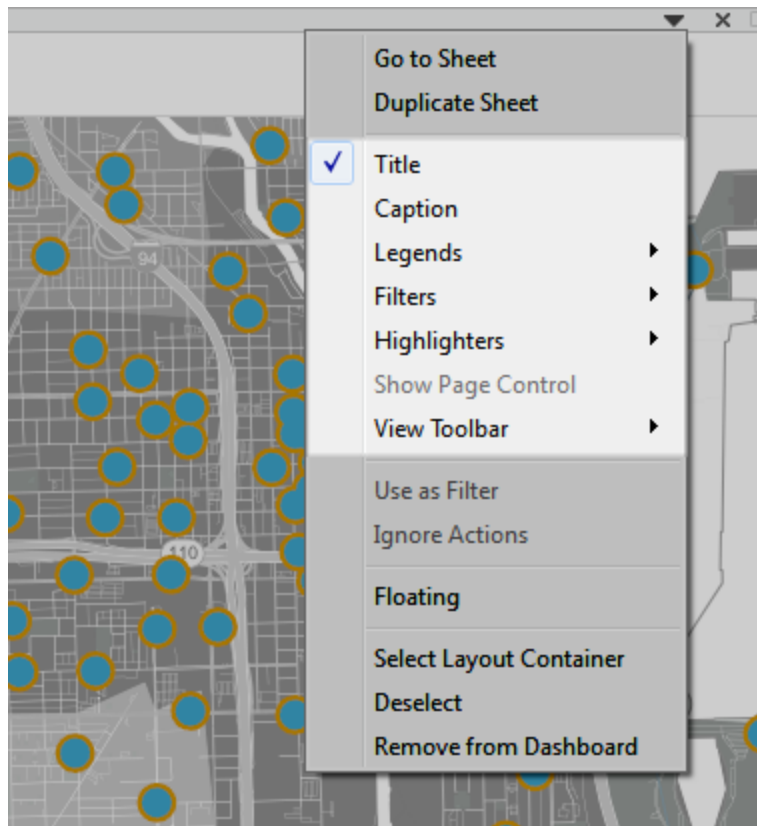 Go to Sheet
Duplicate Sheet
Title
Caption
Legends
Filters
Highlighters
Show Page Control
View Toolbar
Use as Filter
Ignore Actions
Floating
Select Layout Container
Deselect
Remove from Dashboard
94
110